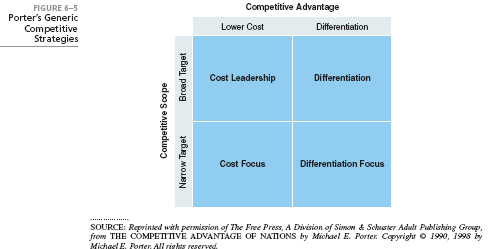 FIGURE 6–5
Porter's Generic
Competitive
Strategies
Competitive Advantage
Lower Cost
Differentiation
Competitive Scope
Broad Target
Cost Leadership
Differentiation
Narrow Target
Cost Focus
Differentiation Focus
SOURCE: Reprinted with permission of The Free Press, A Division of Simon & Schuster Adult Publishing Group,
from THE COMPETITIVE ADVANTAGE OF NATIONS by Michael E. Porter. Copyright © 1990, 1998 by
Michael E. Porter. All rights reserved.